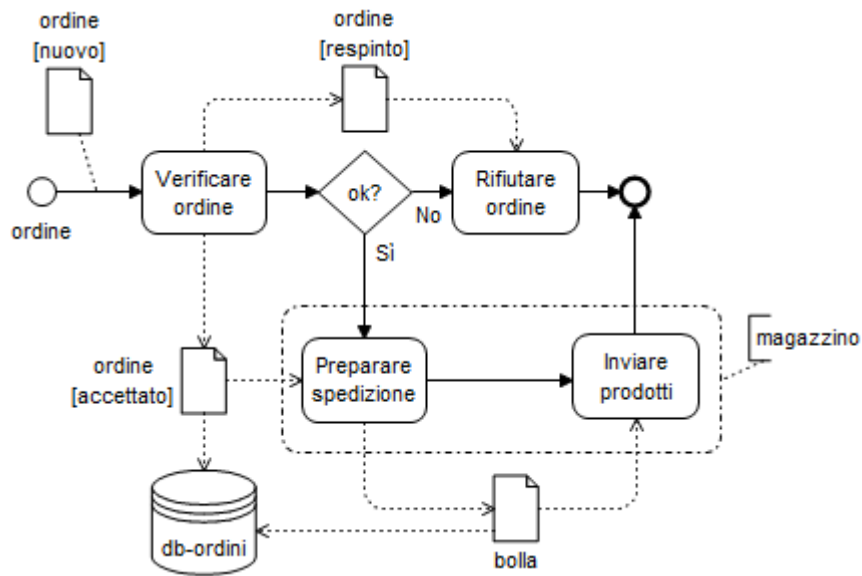 ordine
[nuovo]
ordine
[respinto]
Verificare
ordine
ok?
Rifiutare
ordine
ordine
No
Sì
magazzino
ordine
[accettato]
Preparare
spedizione
Inviare
prodotti
db-ordini
bolla